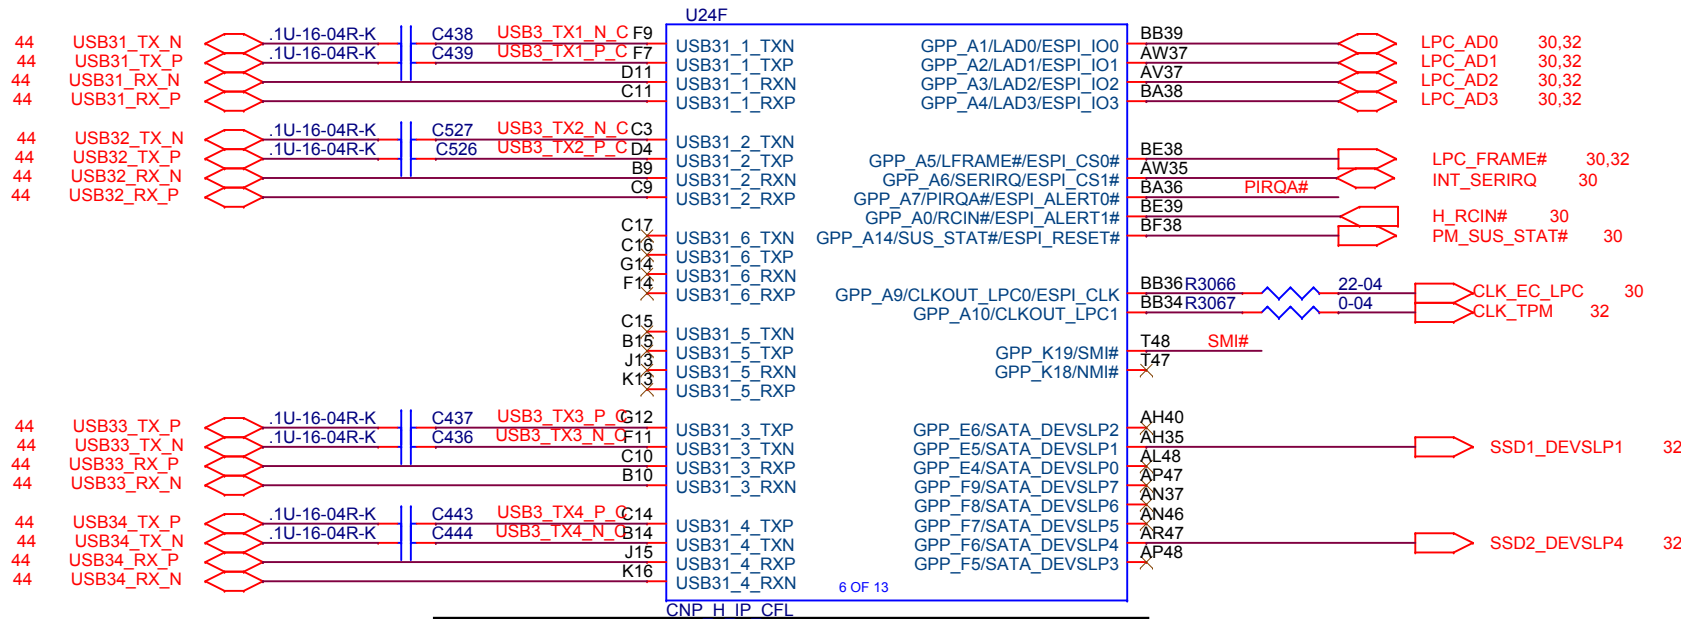 U24F
44 USB31_TX_N .1U-16-04R-K C438 USB3_TX1_N_C F9 USB31_1_TXN GPP_A1/LAD0/ESPI_IO0 BB39 LPC_AD0 30,32
44 USB31_TX_P .1U-16-04R-K C439 USB3_TX1_P_C F7 USB31_1_TXP GPP_A2/LAD1/ESPI_IO1 AW37 LPC_AD1 30,32
44 USB31_RX_N D11 USB31_1_RXN GPP_A3/LAD2/ESPI_IO2 AV37 LPC_AD2 30,32
44 USB31_RX_P C11 USB31_1_RXP GPP_A4/LAD3/ESPI_IO3 BA38 LPC_AD3 30,32
44 USB32_TX_N .1U-16-04R-K C527 USB3_TX2_N_C C3 USB31_2_TXN
44 USB32_TX_P .1U-16-04R-K C526 USB3_TX2_P_C D4 USB31_2_TXP GPP_A5/LFRAME#/ESPI_CS0# BE38 LPC_FRAME# 30,32
44 USB32_RX_N B9 USB31_2_RXN GPP_A6/SERIRQ/ESPI_CS1# AW35 INT_SERIRQ 30
44 USB32_RX_P C9 USB31_2_RXP GPP_A7/PIRQA#/ESPI_ALERT0# BA36 PIRQA#
GPP_A0/RCIN#/ESPI_ALERT1# BE39 H_RCIN# 30
C17 USB31_6_TXN GPP_A14/SUS_STAT#/ESPI_RESET# BF38 PM_SUS_STAT# 30
C16 USB31_6_TXP
G14 USB31_6_RXN
F14 USB31_6_RXP GPP_A9/CLKOUT_LPC0/ESPI_CLK BB36 R3066 22-04 CLK_EC_LPC 30
GPP_A10/CLKOUT_LPC1 BB34 R3067 0-04 CLK_TPM 32
C15 USB31_5_TXN
B15 USB31_5_TXP GPP_K19/SMI# T48 SMI#
J13 USB31_5_RXN GPP_K18/NMI# T47
K13 USB31_5_RXP
44 USB33_TX_P .1U-16-04R-K C437 USB3_TX3_P_C G12 USB31_3_TXP GPP_E6/SATA_DEVSLP2 AH40
44 USB33_TX_N .1U-16-04R-K C436 USB3_TX3_N_C F11 USB31_3_TXN GPP_E5/SATA_DEVSLP1 AH35 SSD1_DEVSLP1 32
44 USB33_RX_P C10 USB31_3_RXP GPP_E4/SATA_DEVSLP0 AL48
44 USB33_RX_N B10 USB31_3_RXN GPP_F9/SATA_DEVSLP7 AP47
GPP_F8/SATA_DEVSLP6 AN37
44 USB34_TX_P .1U-16-04R-K C443 USB3_TX4_P_C C14 USB31_4_TXP GPP_F7/SATA_DEVSLP5 AN46
44 USB34_TX_N .1U-16-04R-K C444 USB3_TX4_N_C B14 USB31_4_TXN GPP_F6/SATA_DEVSLP4 AR47 SSD2_DEVSLP4 32
44 USB34_RX_P J15 USB31_4_RXP GPP_F5/SATA_DEVSLP3 AP48
44 USB34_RX_N K16 USB31_4_RXN
6 OF 13
CNP_H_IP_CFL